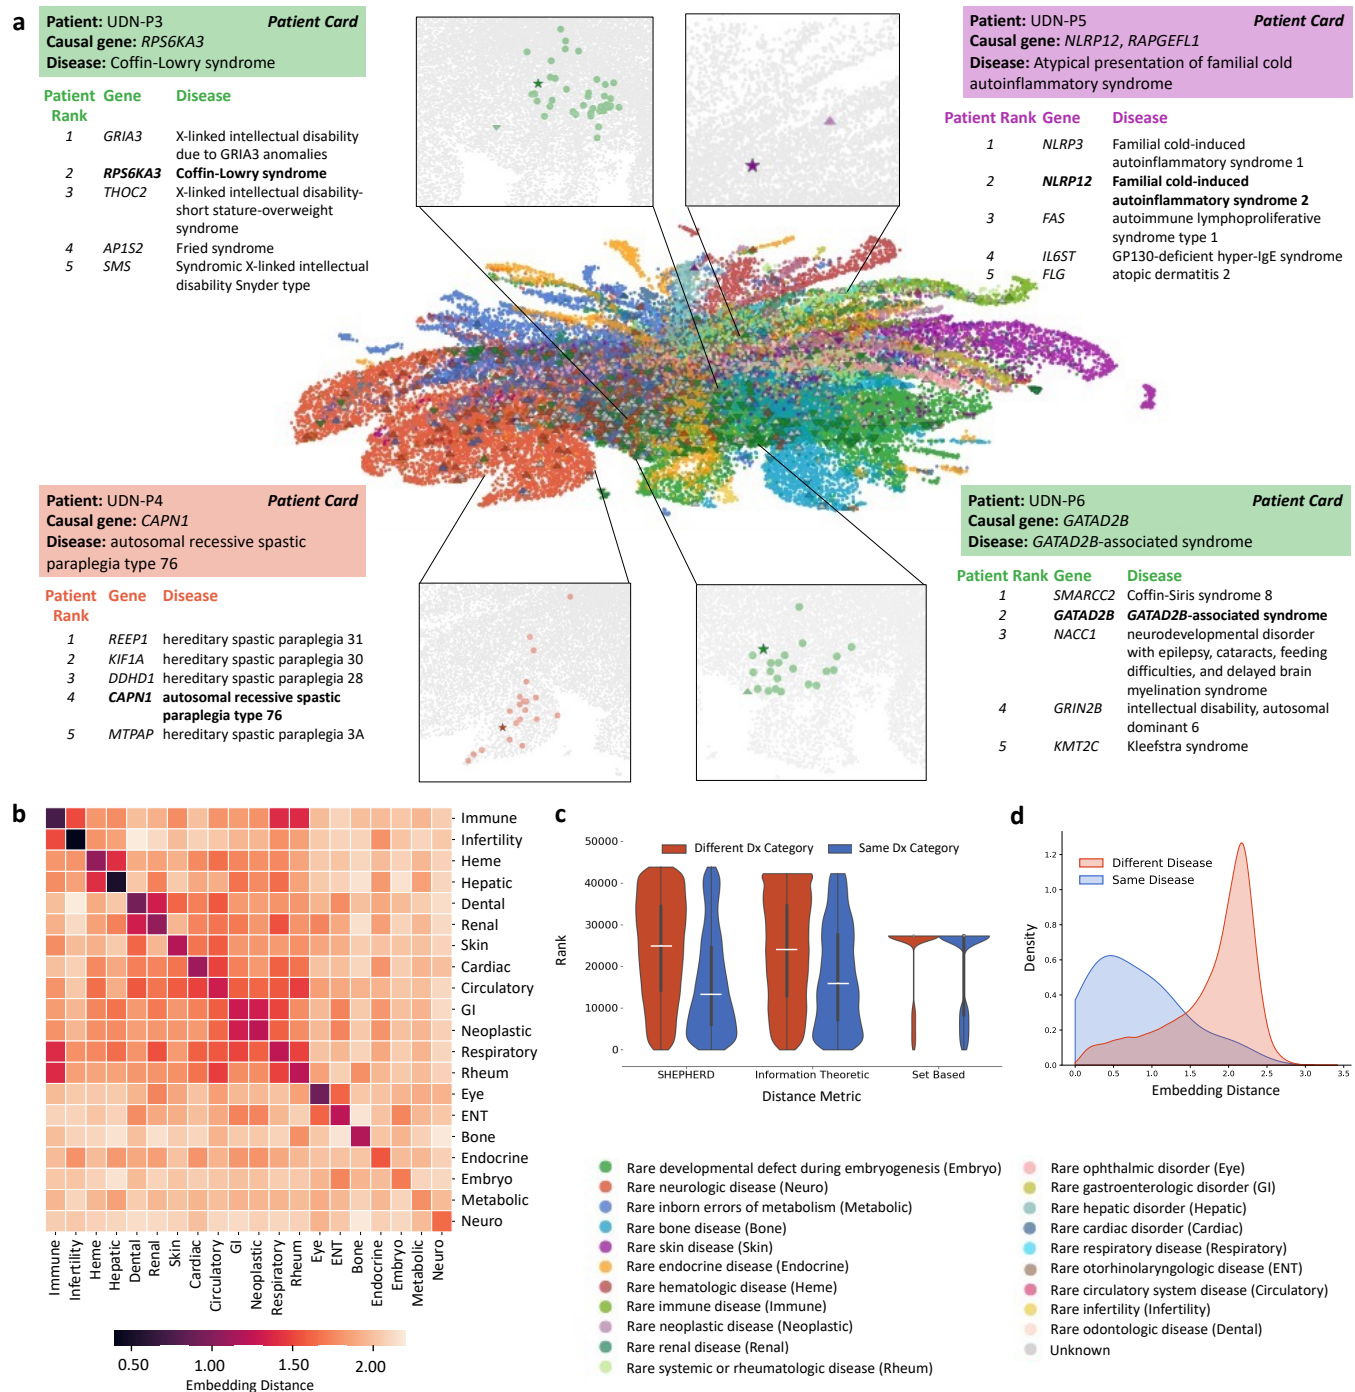 a
Patient: UDN-P3 Patient Card
Causal gene: RPS6KA3
Disease: Coffin-Lowry syndrome
Patient Rank Gene Disease
1 GRIA3 X-linked intellectual disability
due to GRIA3 anomalies
2 RPS6KA3 Coffin-Lowry syndrome
3 THOC2 X-linked intellectual disability-
short stature-overweight
syndrome
4 AP1S2 Fried syndrome
5 SMS Syndromic X-linked intellectual
disability Snyder type
Patient: UDN-P5 Patient Card
Causal gene: NLRP12, RAPGEFL1
Disease: Atypical presentation of familial cold
autoinflammatory syndrome
Patient Rank Gene Disease
1 NLRP3 Familial cold-induced
autoinflammatory syndrome 1
2 NLRP12 Familial cold-induced
autoinflammatory syndrome 2
3 FAS autoimmune lymphoproliferative
syndrome type 1
4 IL6ST GP130-deficient hyper-IgE syndrome
5 FLG atopic dermatitis 2
Patient: UDN-P4 Patient Card
Causal gene: CAPN1
Disease: autosomal recessive spastic
paraplegia type 76
Patient Rank Gene Disease
1 REEP1 hereditary spastic paraplegia 31
2 KIF1A hereditary spastic paraplegia 30
3 DDHD1 hereditary spastic paraplegia 28
4 CAPN1 autosomal recessive spastic
paraplegia type 76
5 MTPAP hereditary spastic paraplegia 3A
Patient: UDN-P6 Patient Card
Causal gene: GATAD2B
Disease: GATAD2B-associated syndrome
Patient Rank Gene Disease
1 SMARCC2 Coffin-Siris syndrome 8
2 GATAD2B GATAD2B-associated syndrome
3 NACC1 neurodevelopmental disorder
with epilepsy, cataracts, feeding
difficulties, and delayed brain
myelination syndrome
4 GRIN2B intellectual disability, autosomal
dominant 6
5 KMT2C Kleefstra syndrome
b
Immune
Infertility
Heme
Hepatic
Dental
Renal
Skin
Cardiac
Circulatory
GI
Neoplastic
Respiratory
Rheum
Eye
ENT
Bone
Endocrine
Embryo
Metabolic
Neuro
Immune Infertility Heme Hepatic Dental Renal Skin Cardiac Circulatory GI Neoplastic Respiratory Rheum Eye ENT Bone Endocrine Embryo Metabolic Neuro
0.50 1.00 1.50 2.00
Embedding Distance
c
Different Dx Category Same Dx Category
50000
40000
30000
20000
10000
0
Rank
SHEPHERD Information Theoretic Set Based
Distance Metric
d
Different Disease
Same Disease
1.2
1.0
0.8
0.6
0.4
0.2
0.0
Density
0.0 0.5 1.0 1.5 2.0 2.5 3.0 3.5
Embedding Distance
Rare developmental defect during embryogenesis (Embryo)
Rare neurologic disease (Neuro)
Rare inborn errors of metabolism (Metabolic)
Rare bone disease (Bone)
Rare skin disease (Skin)
Rare endocrine disease (Endocrine)
Rare hematologic disease (Heme)
Rare immune disease (Immune)
Rare neoplastic disease (Neoplastic)
Rare renal disease (Renal)
Rare systemic or rheumatologic disease (Rheum)
Rare ophthalmic disorder (Eye)
Rare gastroenterologic disorder (GI)
Rare hepatic disorder (Hepatic)
Rare cardiac disorder (Cardiac)
Rare respiratory disease (Respiratory)
Rare otorhinolaryngologic disease (ENT)
Rare circulatory system disease (Circulatory)
Rare infertility (Infertility)
Rare odontologic disease (Dental)
Unknown